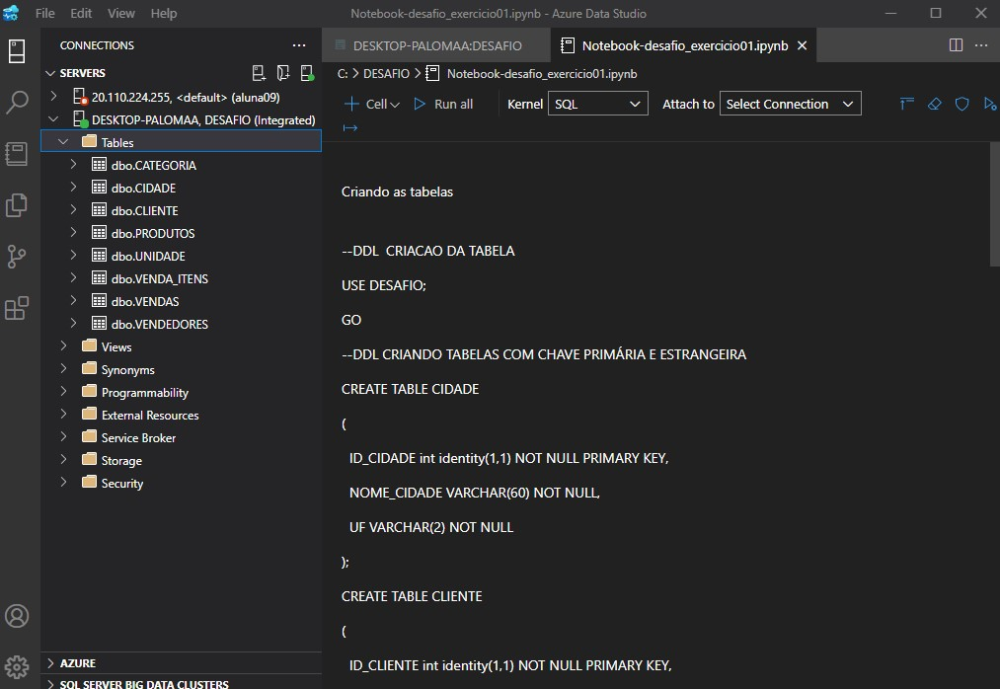 File Edit View Help
Notebook-desafio_exercicio01.ipynb - Azure Data Studio
CONNECTIONS
SERVERS
20.110.224.255, <default> (aluna09)
DESKTOP-PALOMAA, DESAFIO (Integrated)
Tables
dbo.CATEGORIA
dbo.CIDADE
dbo.CLIENTE
dbo.PRODUTOS
dbo.UNIDADE
dbo.VENDA_ITENS
dbo.VENDAS
dbo.VENDEDORES
Views
Synonyms
Programmability
External Resources
Service Broker
Storage
Security
AZURE
SQL SERVER BIG DATA CLUSTERS
DESKTOP-PALOMAA:DESAFIO
Notebook-desafio_exercicio01.ipynb
C: > DESAFIO > Notebook-desafio_exercicio01.ipynb
Cell Run all Kernel SQL Attach to Select Connection
Criando as tabelas
--DDL CRIACAO DA TABELA
USE DESAFIO;
GO
--DDL CRIANDO TABELAS COM CHAVE PRIMÁRIA E ESTRANGEIRA
CREATE TABLE CIDADE
(
ID_CIDADE int identity(1,1) NOT NULL PRIMARY KEY,
NOME_CIDADE VARCHAR(60) NOT NULL,
UF VARCHAR(2) NOT NULL
);
CREATE TABLE CLIENTE
(
ID_CLIENTE int identity(1,1) NOT NULL PRIMARY KEY,